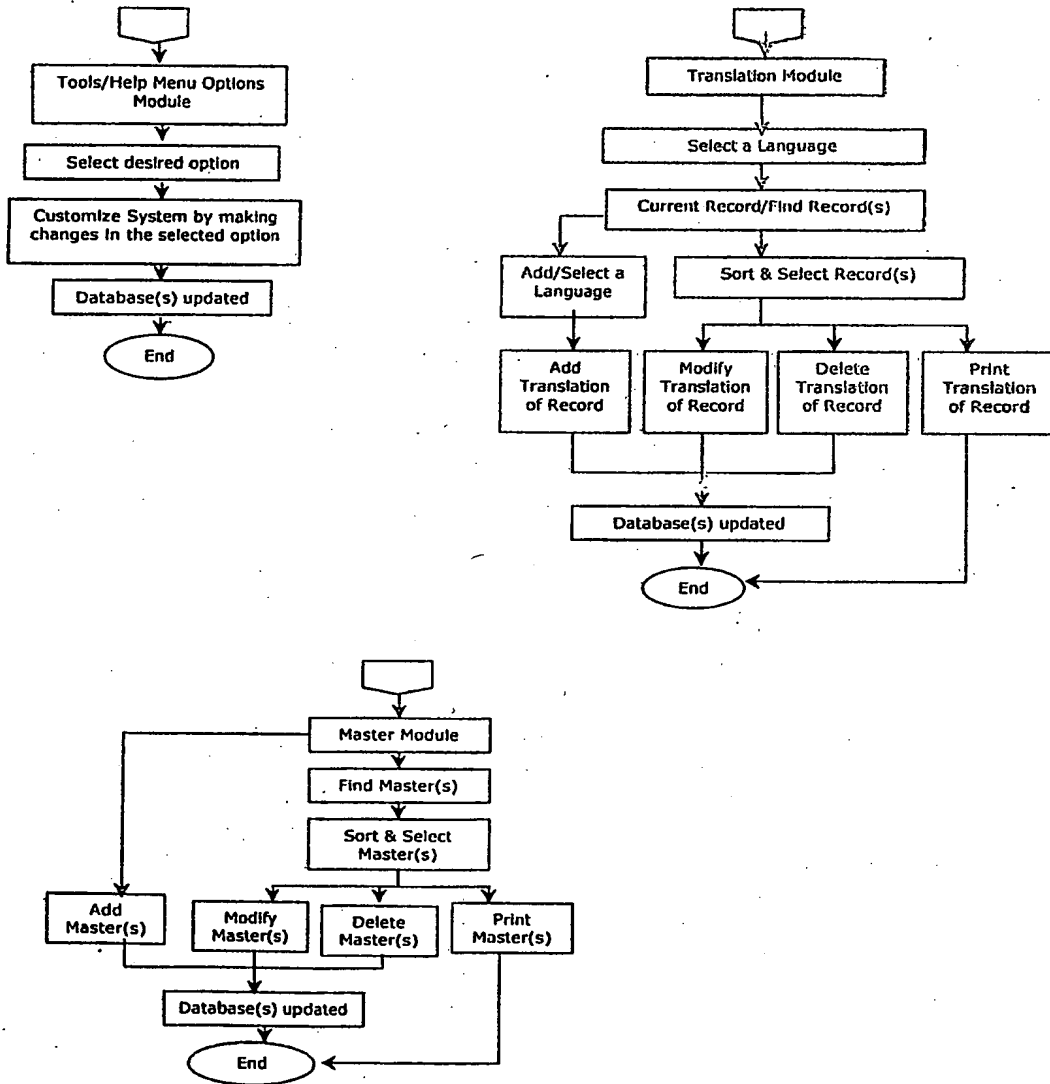 Tools/Help Menu Options
Module
Select desired option
Customize System by making
changes in the selected option
Database(s) updated
End
Translation Module
Select a Language
Current Record/Find Record(s)
Add/Select a
Language
Sort & Select Record(s)
Add
Translation
of Record
Modify
Translation
of Record
Delete
Translation
of Record
Print
Translation
of Record
Database(s) updated
End
Master Module
Find Master(s)
Sort & Select
Master(s)
Add
Master(s)
Modify
Master(s)
Delete
Master(s)
Print
Master(s)
Database(s) updated
End